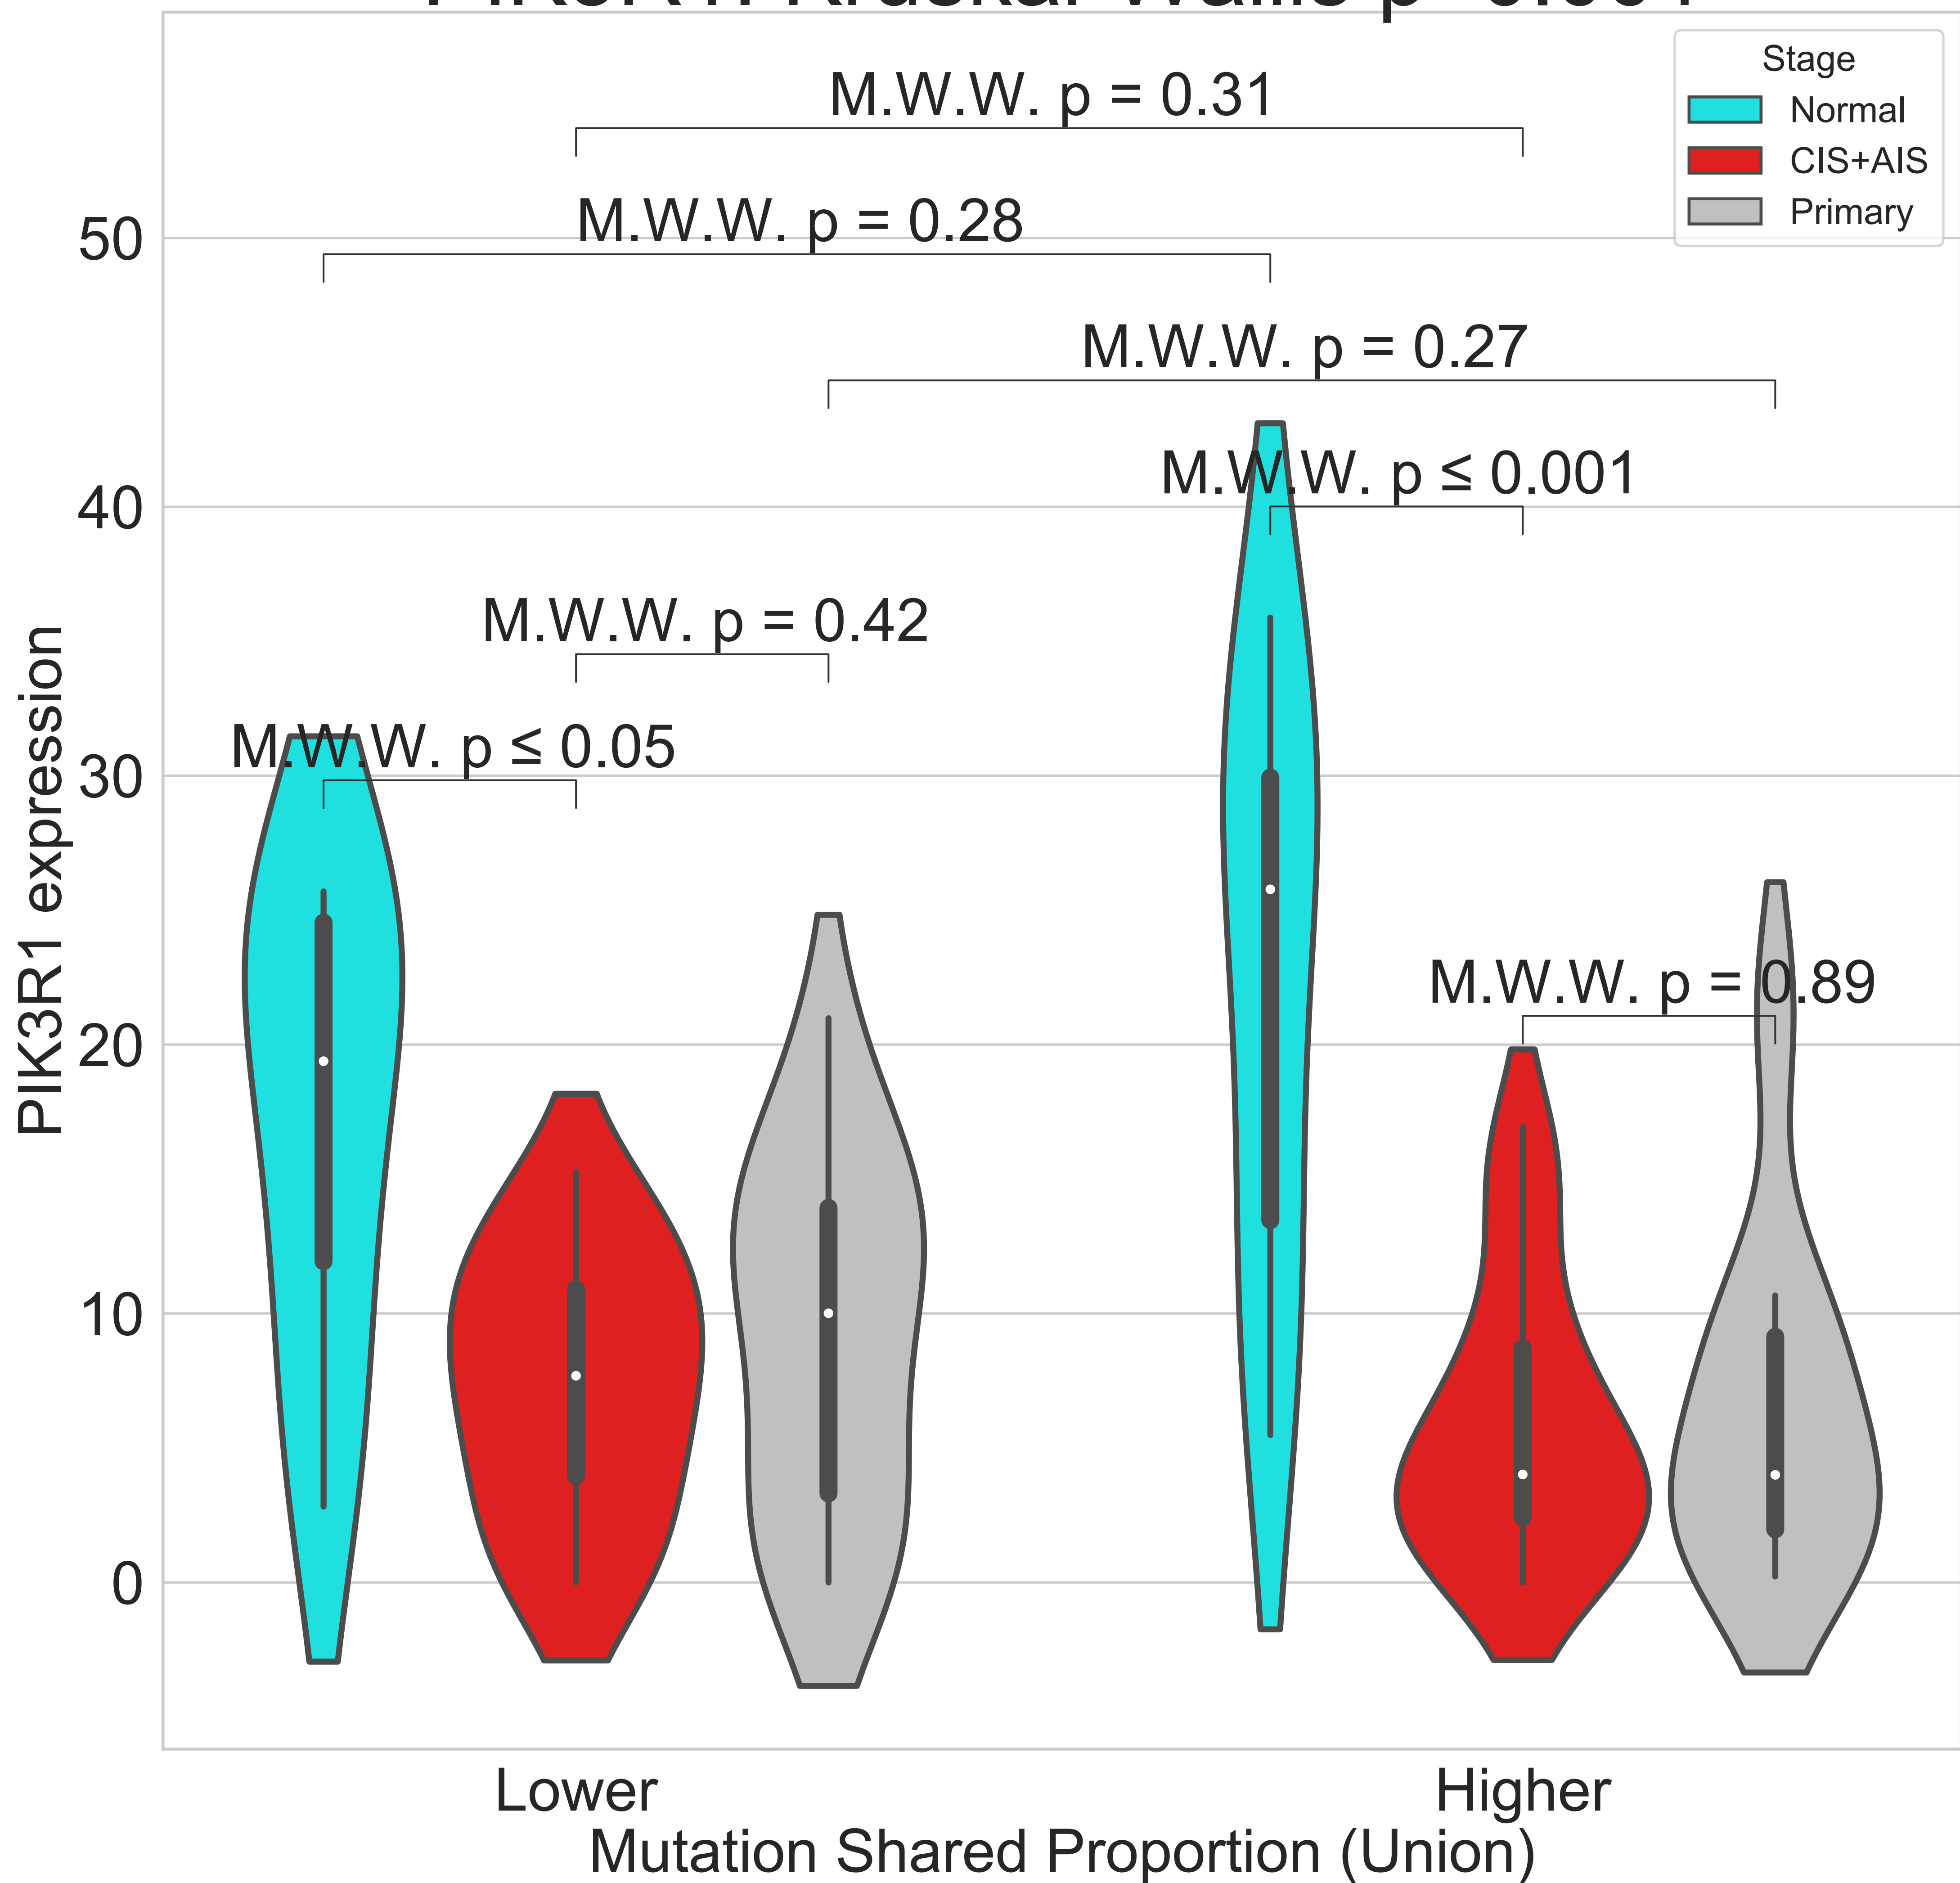 Stage
Normal
CIS+AIS
Primary
M.W.W. p = 0.31
M.W.W. p = 0.28
M.W.W. p = 0.27
M.W.W. p ≤ 0.001
M.W.W. p = 0.42
M.W.W. p ≤ 0.05
M.W.W. p = 0.89
PIK3R1 expression
50
40
30
20
10
0
Lower
Higher
Mutation Shared Proportion (Union)